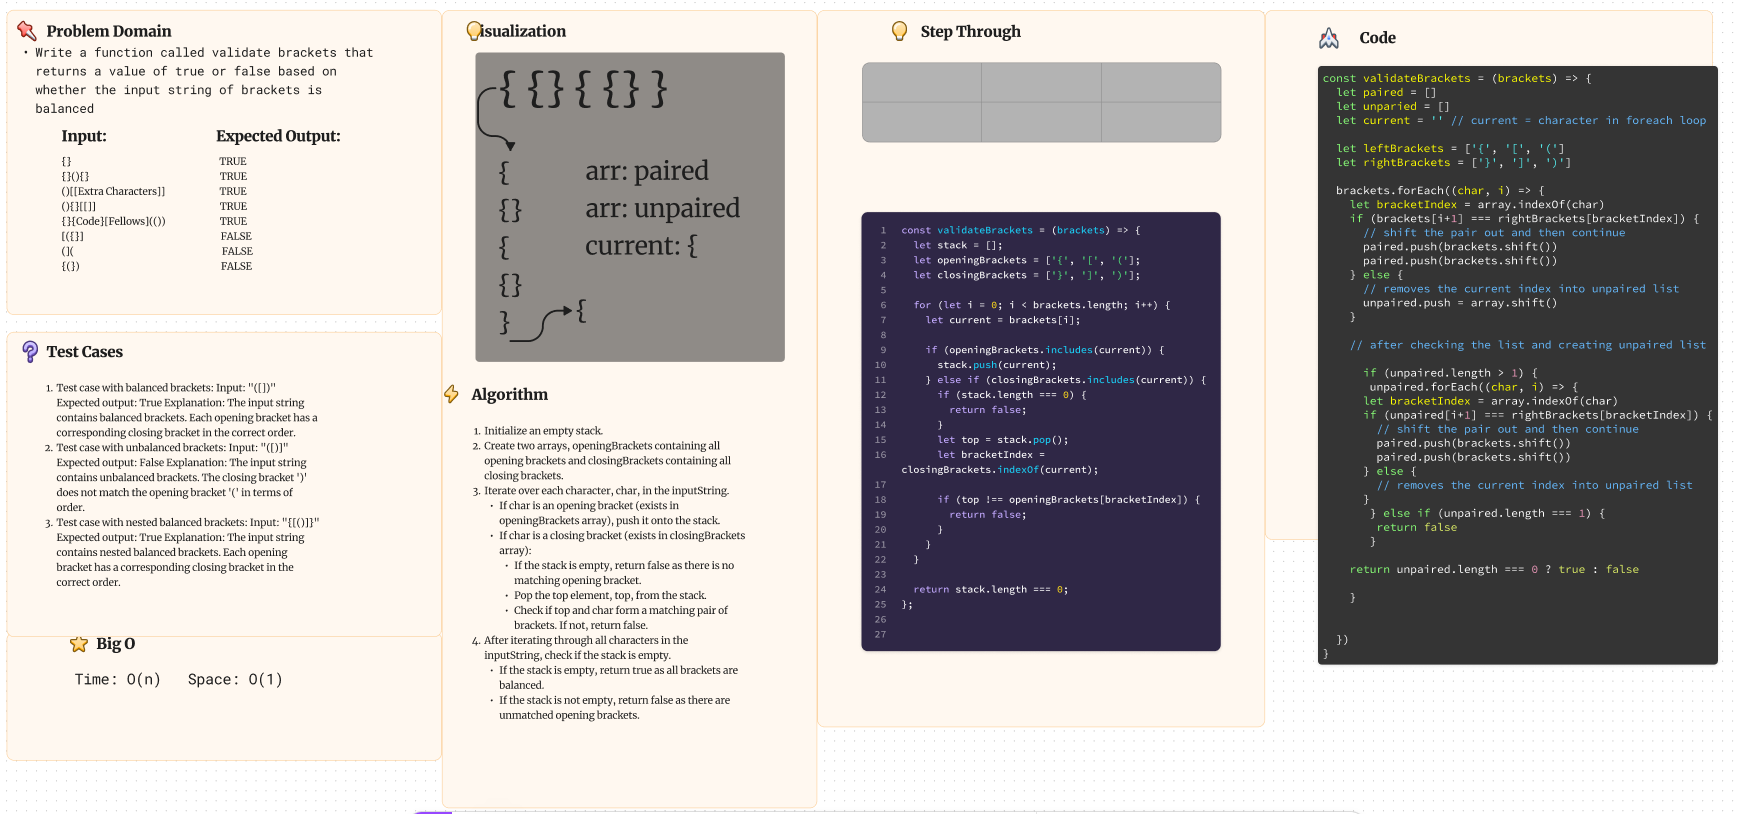 Problem Domain
• Write a function called validate brackets that
returns a value of true or false based on
whether the input string of brackets is
balanced
Input: Expected Output:
{} TRUE
{}(){} TRUE
()[[Extra Characters]] TRUE
(){}[[]] TRUE
{}{Code}[Fellows](()) TRUE
[({}] FALSE
(]( FALSE
{(}) FALSE
Test Cases
1. Test case with balanced brackets: Input: "([])"
Expected output: True Explanation: The input string
contains balanced brackets. Each opening bracket has a
corresponding closing bracket in the correct order.
2. Test case with unbalanced brackets: Input: "([)]"
Expected output: False Explanation: The input string
contains unbalanced brackets. The closing bracket ')'
does not match the opening bracket '(' in terms of
order.
3. Test case with nested balanced brackets: Input: "{[()]}"
Expected output: True Explanation: The input string
contains nested balanced brackets. Each opening
bracket has a corresponding closing bracket in the
correct order.
Big O
Time: O(n) Space: O(1)
isualization
{ {} { {} }
{ arr: paired
{} arr: unpaired
{ current: {
{}
} {
Algorithm
1. Initialize an empty stack.
2. Create two arrays, openingBrackets containing all
opening brackets and closingBrackets containing all
closing brackets.
3. Iterate over each character, char, in the inputString.
• If char is an opening bracket (exists in
openingBrackets array), push it onto the stack.
• If char is a closing bracket (exists in closingBrackets
array):
• If the stack is empty, return false as there is no
matching opening bracket.
• Pop the top element, top, from the stack.
• Check if top and char form a matching pair of
brackets. If not, return false.
4. After iterating through all characters in the
inputString, check if the stack is empty.
• If the stack is empty, return true as all brackets are
balanced.
• If the stack is not empty, return false as there are
unmatched opening brackets.
Step Through
1 const validateBrackets = (brackets) => {
2 let stack = [];
3 let openingBrackets = ['{', '[', '('];
4 let closingBrackets = ['}', ']', ')'];
5
6 for (let i = 0; i < brackets.length; i++) {
7 let current = brackets[i];
8
9 if (openingBrackets.includes(current)) {
10 stack.push(current);
11 } else if (closingBrackets.includes(current)) {
12 if (stack.length === 0) {
13 return false;
14 }
15 let top = stack.pop();
16 let bracketIndex =
closingBrackets.indexOf(current);
17
18 if (top !== openingBrackets[bracketIndex]) {
19 return false;
20 }
21 }
22 }
23
24 return stack.length === 0;
25 };
26
27
Code
const validateBrackets = (brackets) => {
let paired = []
let unparied = []
let current = '' // current = character in foreach loop
let leftBrackets = ['{', '[', '(']
let rightBrackets = ['}', ']', ')']
brackets.forEach((char, i) => {
let bracketIndex = array.indexOf(char)
if (brackets[i+1] === rightBrackets[bracketIndex]) {
// shift the pair out and then continue
paired.push(brackets.shift())
paired.push(brackets.shift())
} else {
// removes the current index into unpaired list
unpaired.push = array.shift()
}
// after checking the list and creating unpaired list
if (unpaired.length > 1) {
unpaired.forEach((char, i) => {
let bracketIndex = array.indexOf(char)
if (unpaired[i+1] === rightBrackets[bracketIndex]) {
// shift the pair out and then continue
paired.push(brackets.shift())
paired.push(brackets.shift())
} else {
// removes the current index into unpaired list
}
} else if (unpaired.length === 1) {
return false
}
return unpaired.length === 0 ? true : false
}
})
}